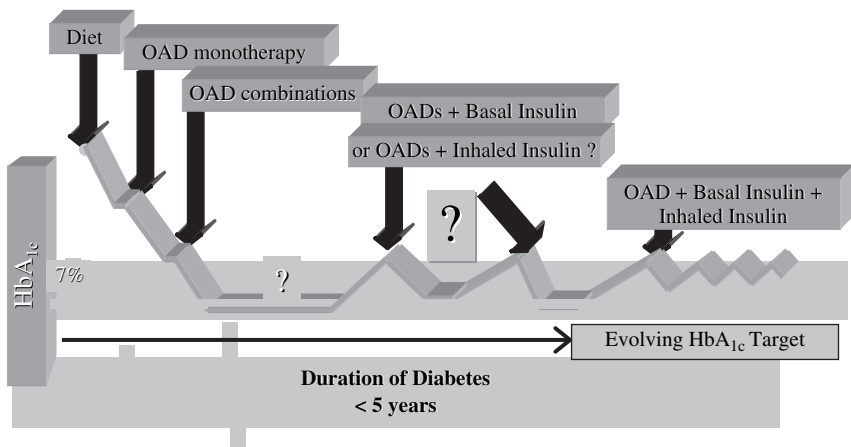 Diet
OAD monotherapy
OAD combinations
OADs + Basal Insulin
or OADs + Inhaled Insulin ?
?
OAD + Basal Insulin +
Inhaled Insulin
HbA1c
7%
?
Evolving HbA1c Target
Duration of Diabetes
< 5 years